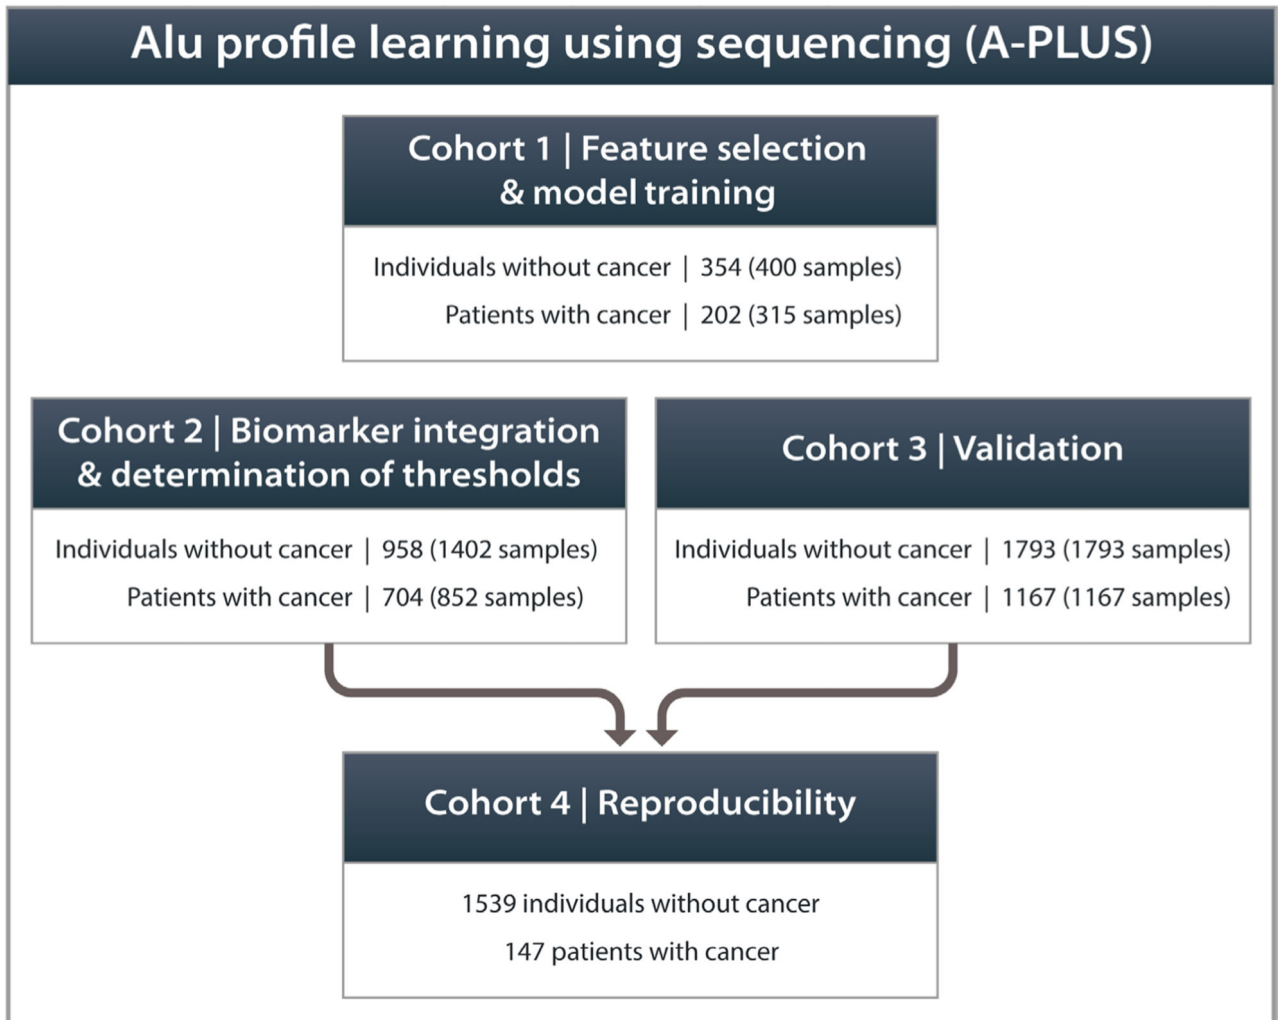 Alu profile learning using sequencing (A-PLUS)
Cohort 1 | Feature selection
& model training
Individuals without cancer | 354 (400 samples)
Patients with cancer | 202 (315 samples)
Cohort 2 | Biomarker integration
& determination of thresholds
Individuals without cancer | 958 (1402 samples)
Patients with cancer | 704 (852 samples)
Cohort 3 | Validation
Individuals without cancer | 1793 (1793 samples)
Patients with cancer | 1167 (1167 samples)
Cohort 4 | Reproducibility
1539 individuals without cancer
147 patients with cancer